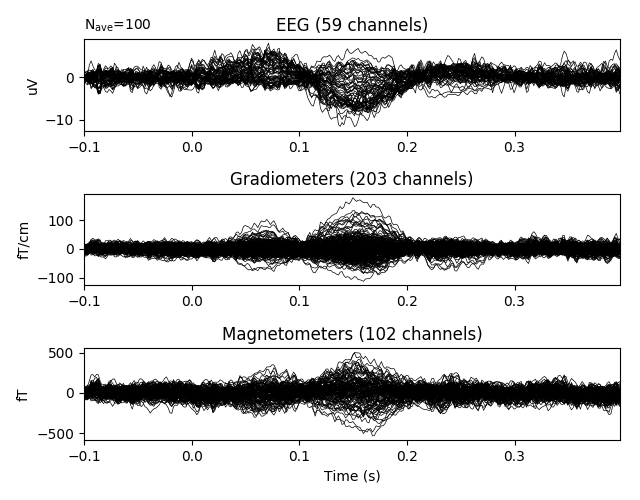 N_ave=100
EEG (59 channels)
0
−10
uV
−0.1 0.0 0.1 0.2 0.3
Gradiometers (203 channels)
100
0
−100
fT/cm
−0.1 0.0 0.1 0.2 0.3
Magnetometers (102 channels)
500
0
−500
fT
−0.1 0.0 0.1 0.2 0.3
Time (s)